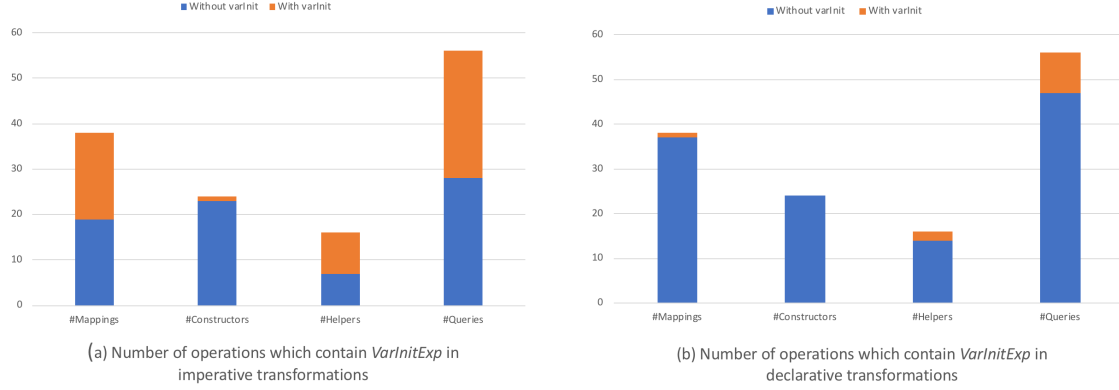 Without varInit With varInit
60
50
40
30
20
10
0
#Mappings #Constructors #Helpers #Queries
(a) Number of operations which contain VarInitExp in
imperative transformations
Without varInit With varInit
60
50
40
30
20
10
0
#Mappings #Constructors #Helpers #Queries
(b) Number of operations which contain VarInitExp in
declarative transformations